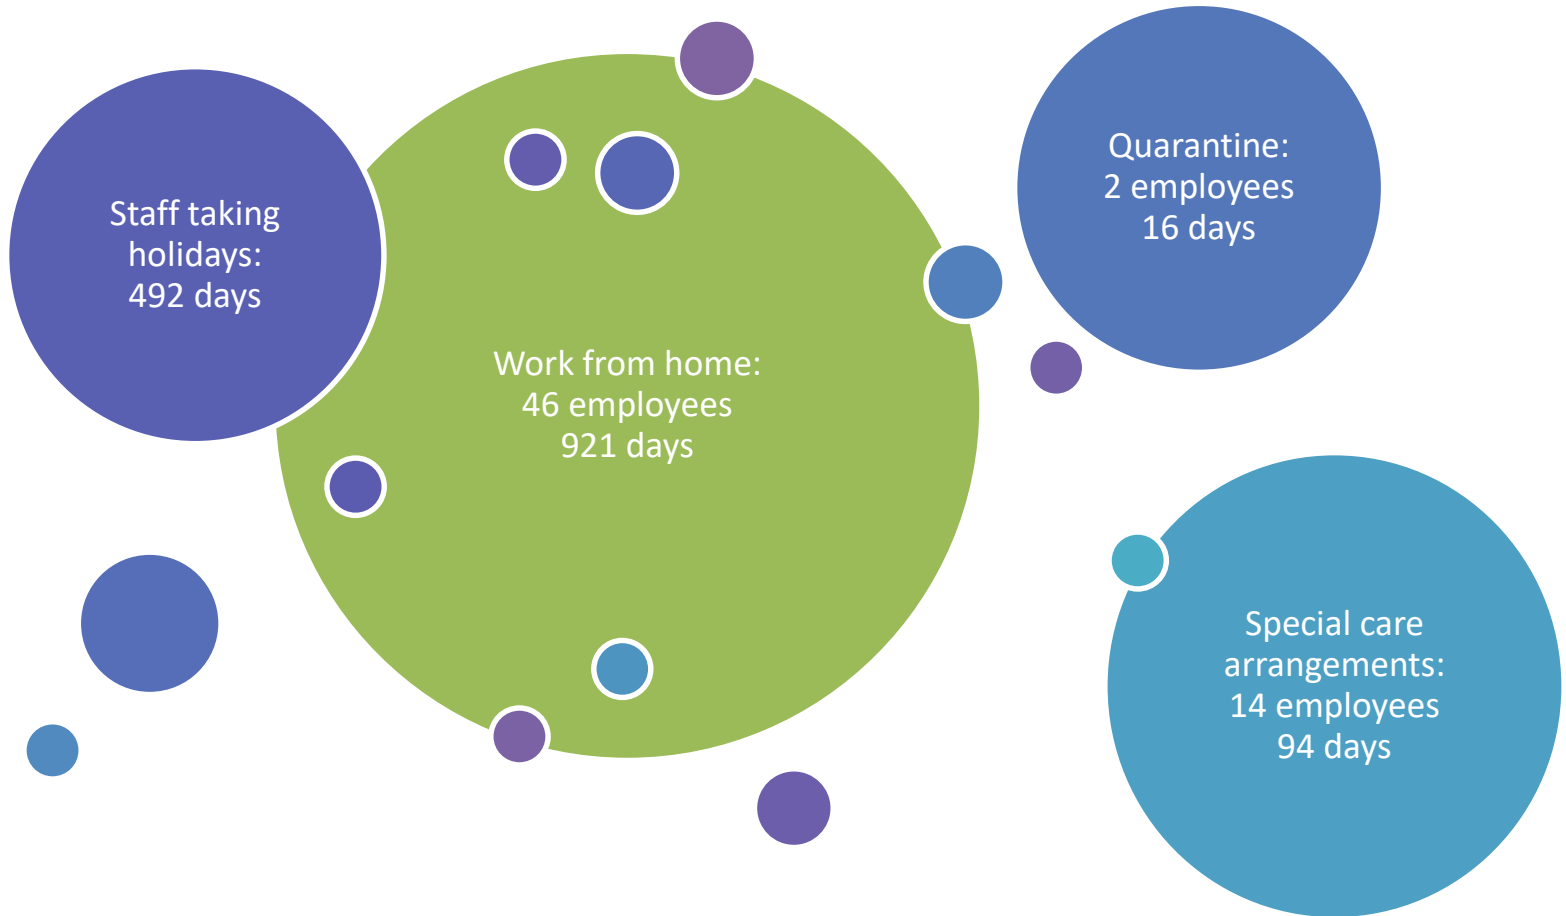 Staff taking
holidays:
492 days
Work from home:
46 employees
921 days
Quarantine:
2 employees
16 days
Special care
arrangements:
14 employees
94 days